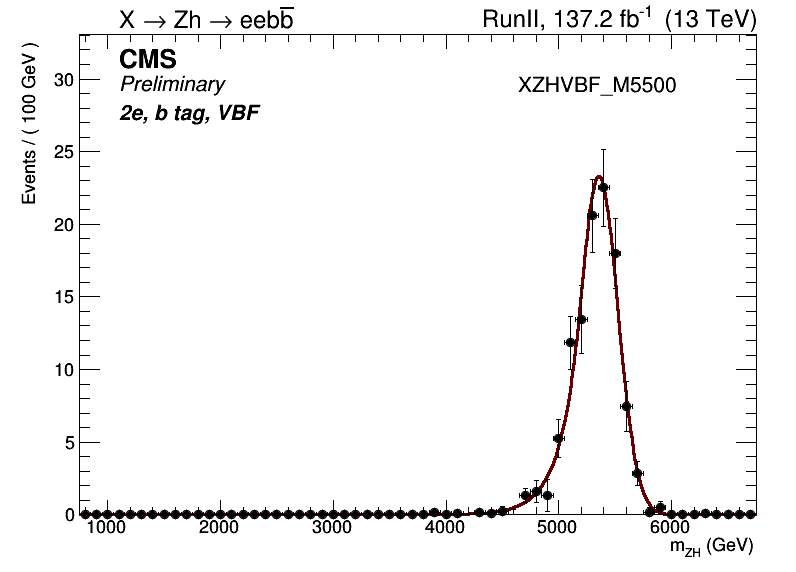 X → Zh → eebb̅ RunII, 137.2 fb⁻¹ (13 TeV)
CMS
Preliminary
2e, b tag, VBF
XZHVBF_M5500
Events / ( 100 GeV )
30
25
20
15
10
5
0
1000 2000 3000 4000 5000 6000
m_ZH (GeV)